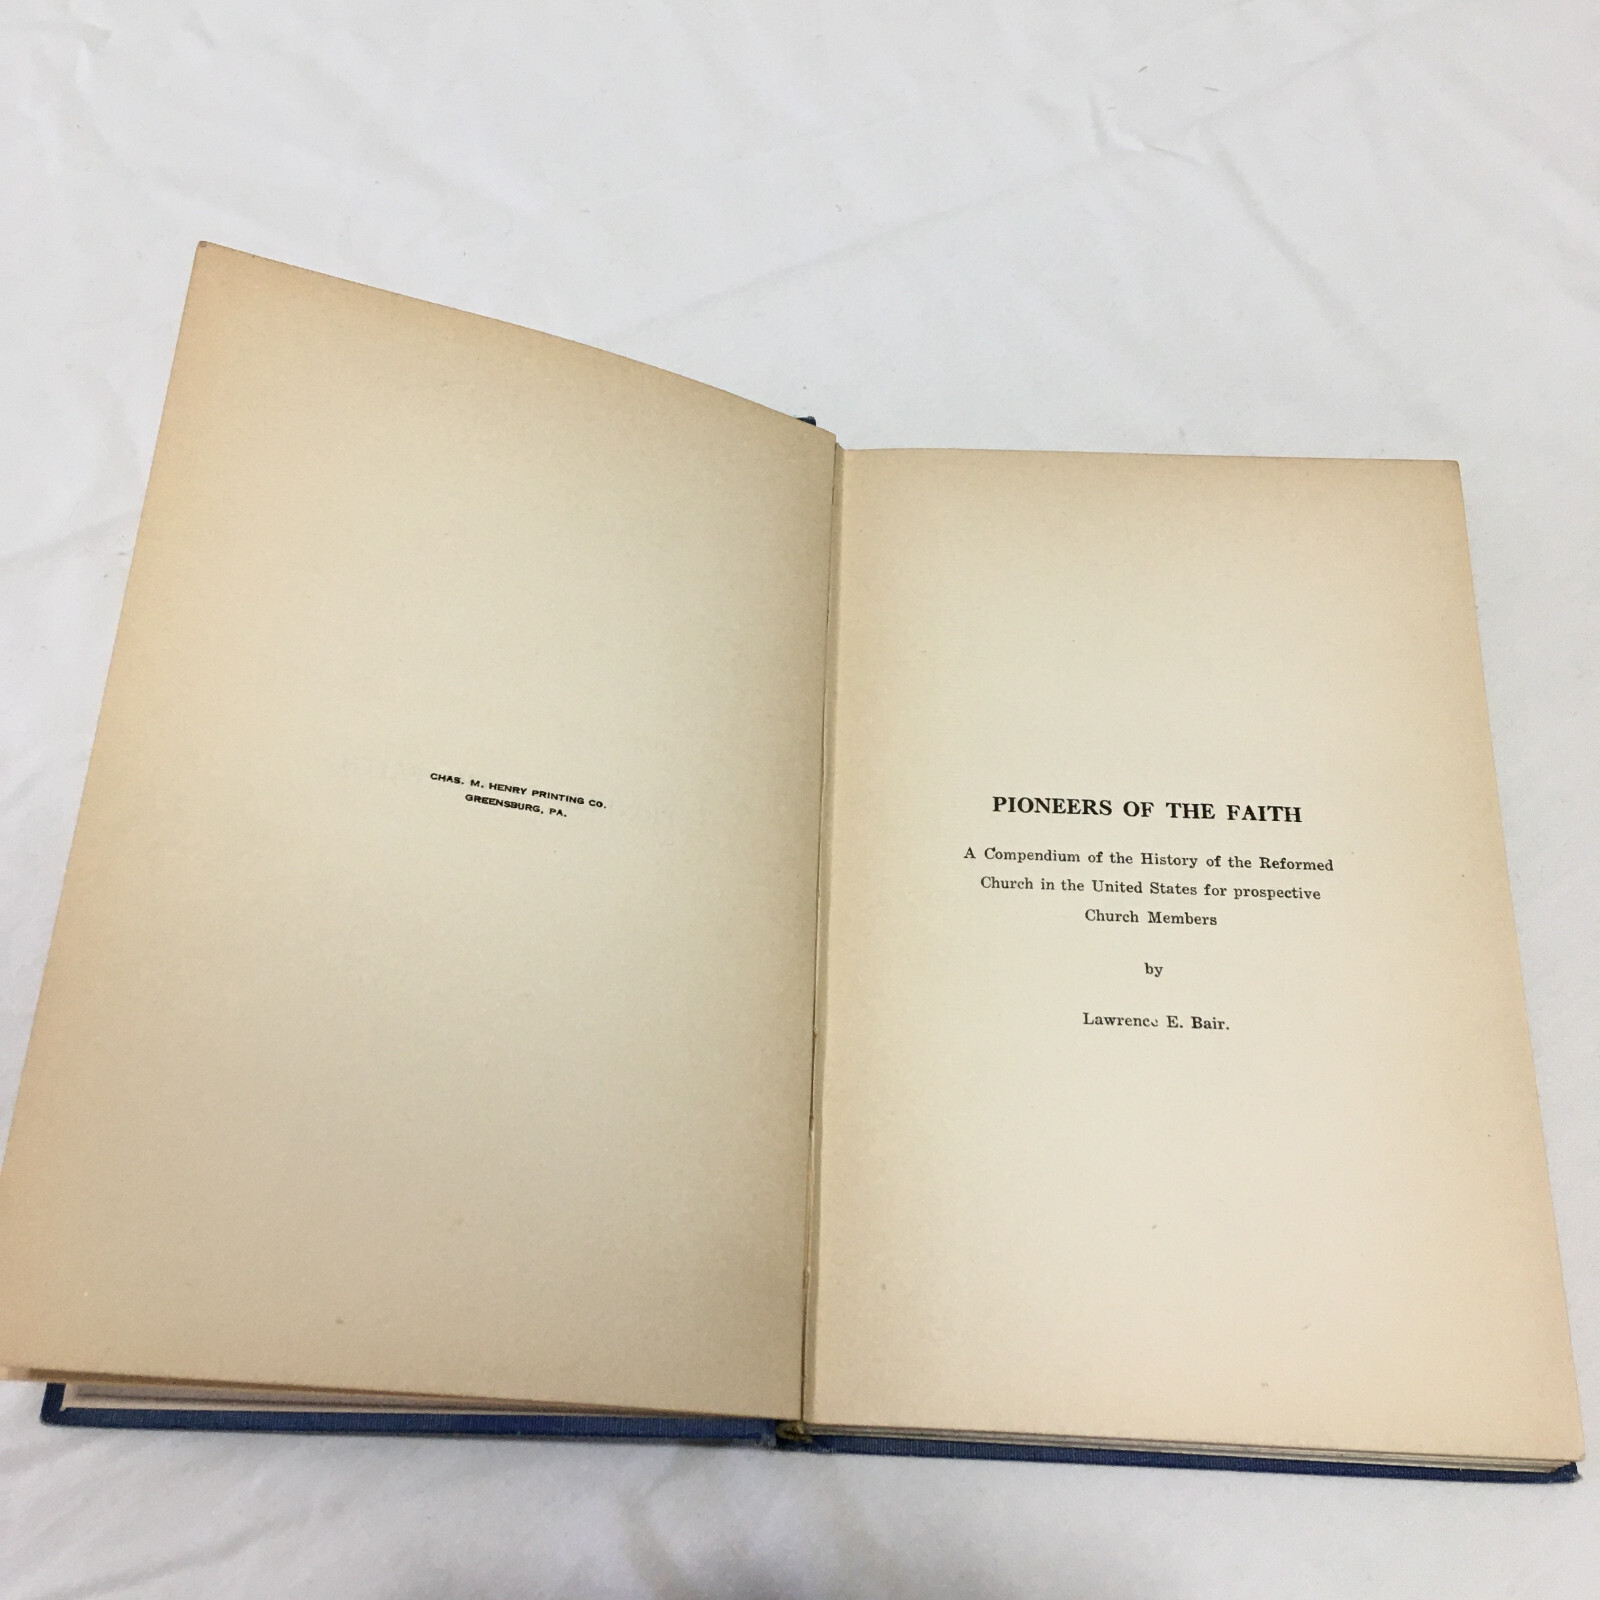 CHAS. M. HENRY PRINTING CO.
GREENSBURG, PA.
PIONEERS OF THE FAITH
A Compendium of the History of the Reformed
Church in the United States for prospective
Church Members
by
Lawrence E. Bair.